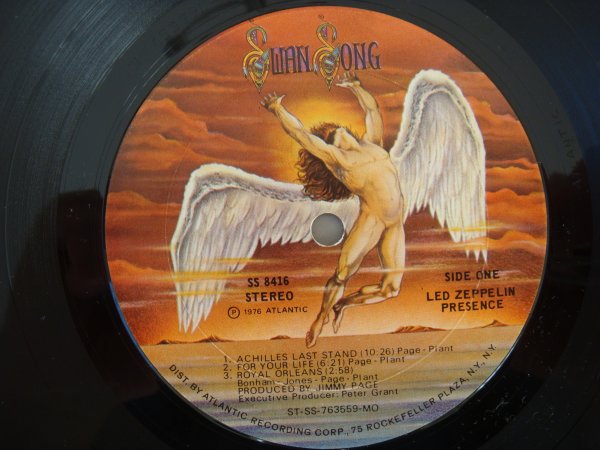 Swan Song
SS 8416
STEREO
℗ 1976 ATLANTIC
SIDE ONE
LED ZEPPELIN
PRESENCE
1. ACHILLES LAST STAND (10:26) Page - Plant
2. FOR YOUR LIFE (6:21) Page - Plant
3. ROYAL ORLEANS (2:58)
Bonham - Jones - Page - Plant
PRODUCED BY JIMMY PAGE
Executive Producer: Peter Grant
ST-SS-763559-MO
DIST. BY ATLANTIC RECORDING CORP., 75 ROCKEFELLER PLAZA, N.Y., N.Y.